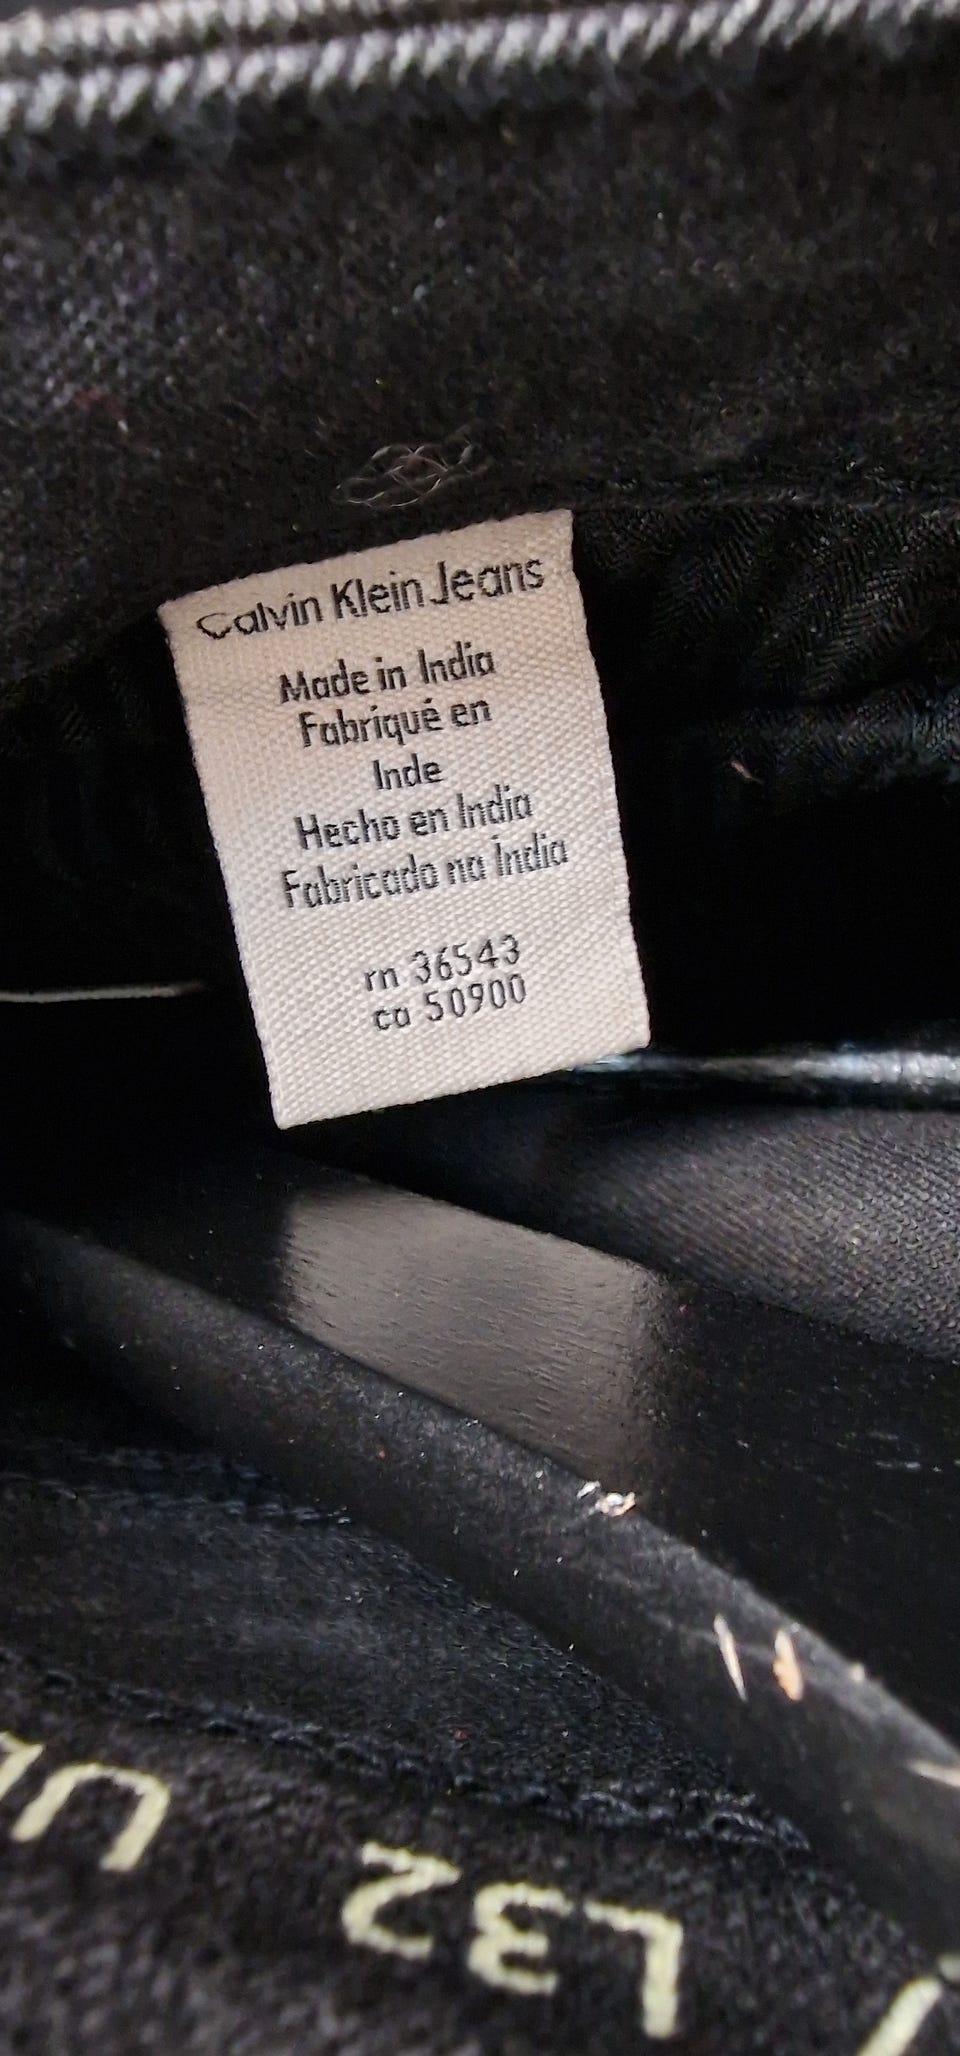 Calvin Klein Jeans
Made in India
Fabriqué en
Inde
Hecho en India
Fabricado na Índia
rn 36543
ca 50900
L32